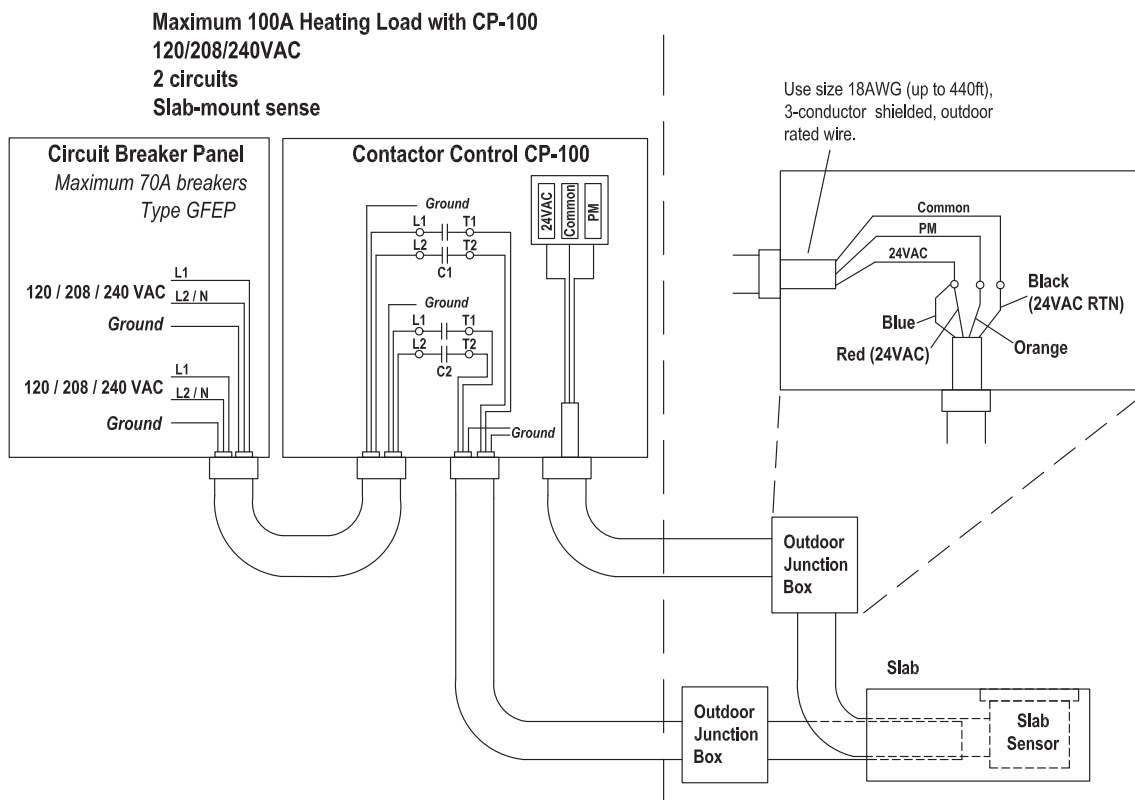 Maximum 100A Heating Load with CP-100
120/208/240VAC
2 circuits
Slab-mount sense
Use size 18AWG (up to 440ft),
3-conductor shielded, outdoor
rated wire.
Circuit Breaker Panel
Maximum 70A breakers
Type GFEP
L1
120 / 208 / 240 VAC
L2 / N
Ground
L1
120 / 208 / 240 VAC
L2 / N
Ground
Contactor Control CP-100
Ground
L1
T1
L2
T2
C1
Ground
L1
T1
L2
T2
C2
Ground
24VAC
Common
PM
Common
PM
24VAC
Black
(24VAC RTN)
Blue
Red (24VAC)
Orange
Outdoor
Junction
Box
Slab
Outdoor
Junction
Box
Slab
Sensor